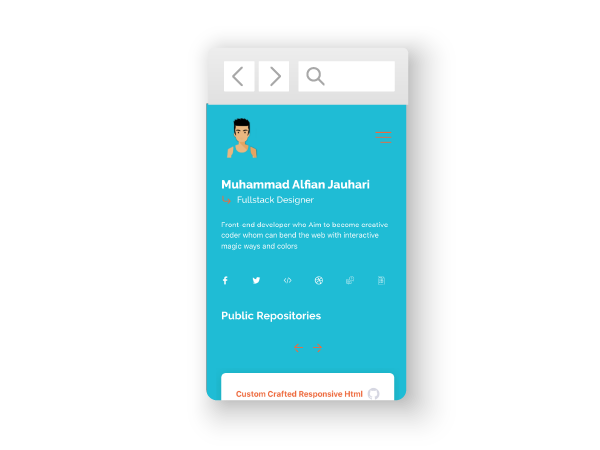 Muhammad Alfian Jauhari
Fullstack Designer
Front-end developer who Aim to become creative
coder whom can bend the web with interactive
magic ways and colors
Public Repositories
Custom Crafted Responsive Html